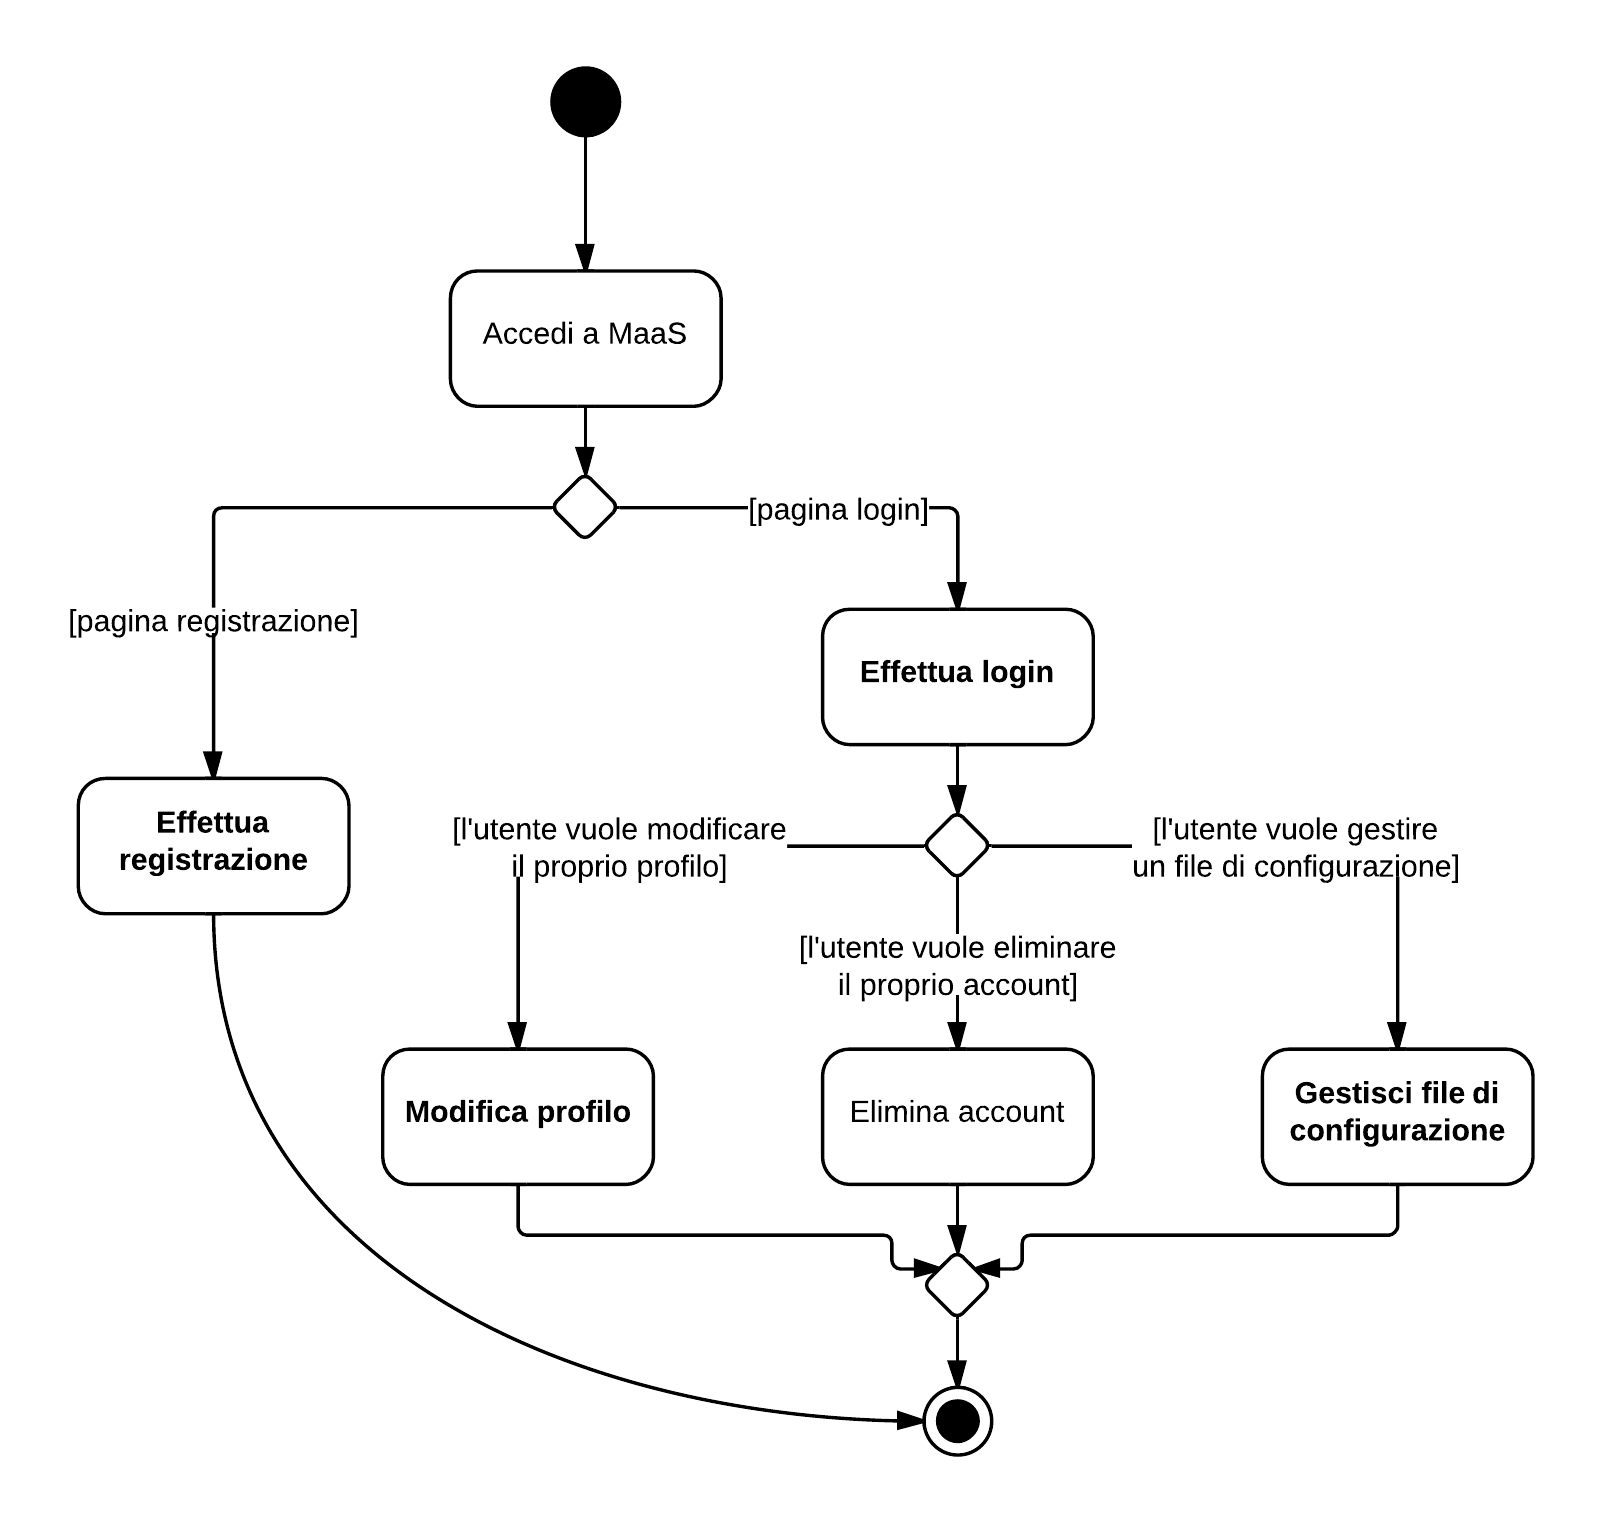 Accedi a MaaS
[pagina login]
[pagina registrazione]
Effettua login
Effettua
registrazione
[l'utente vuole modificare
il proprio profilo]
[l'utente vuole gestire
un file di configurazione]
[l'utente vuole eliminare
il proprio account]
Modifica profilo
Elimina account
Gestisci file di
configurazione